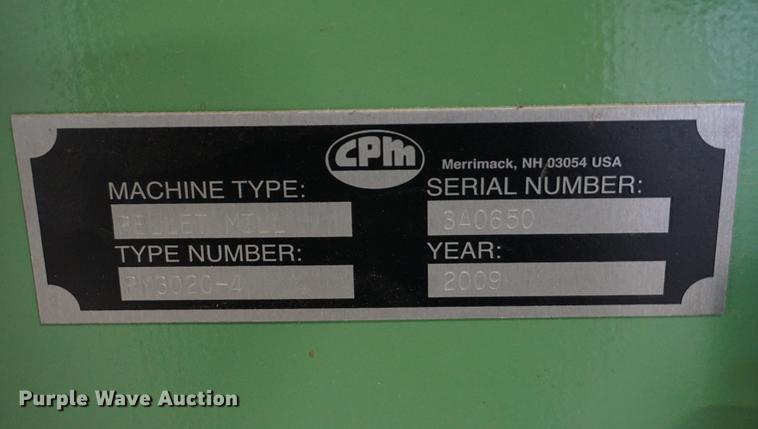 CPM
Merrimack, NH 03054 USA
MACHINE TYPE: SERIAL NUMBER:
PELLET MILL 340650
TYPE NUMBER: YEAR:
PM3020-4 2009
Purple Wave Auction